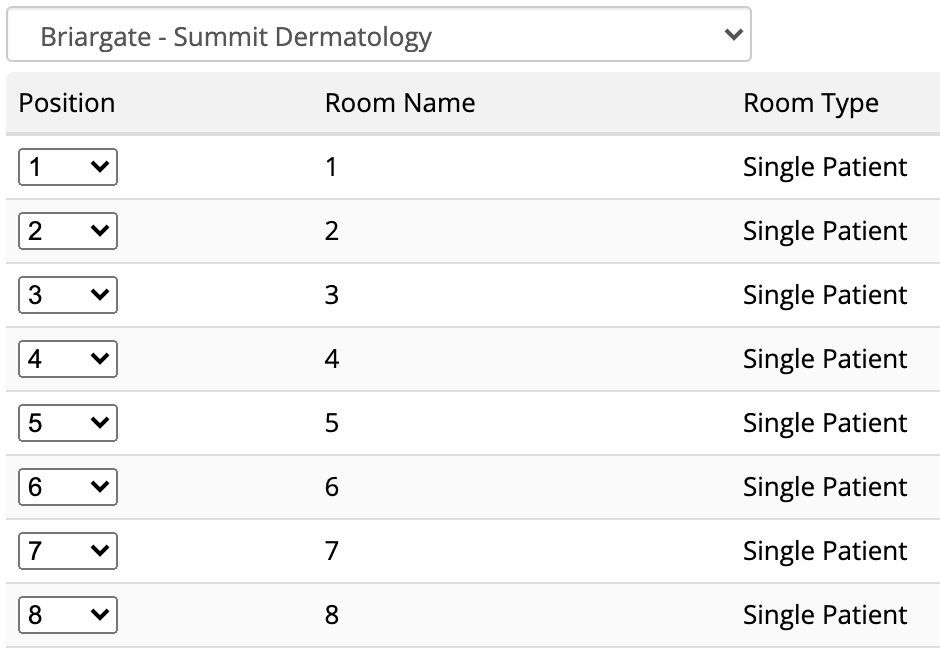 Briargate - Summit Dermatology
Position Room Name Room Type
1 1 Single Patient
2 2 Single Patient
3 3 Single Patient
4 4 Single Patient
5 5 Single Patient
6 6 Single Patient
7 7 Single Patient
8 8 Single Patient